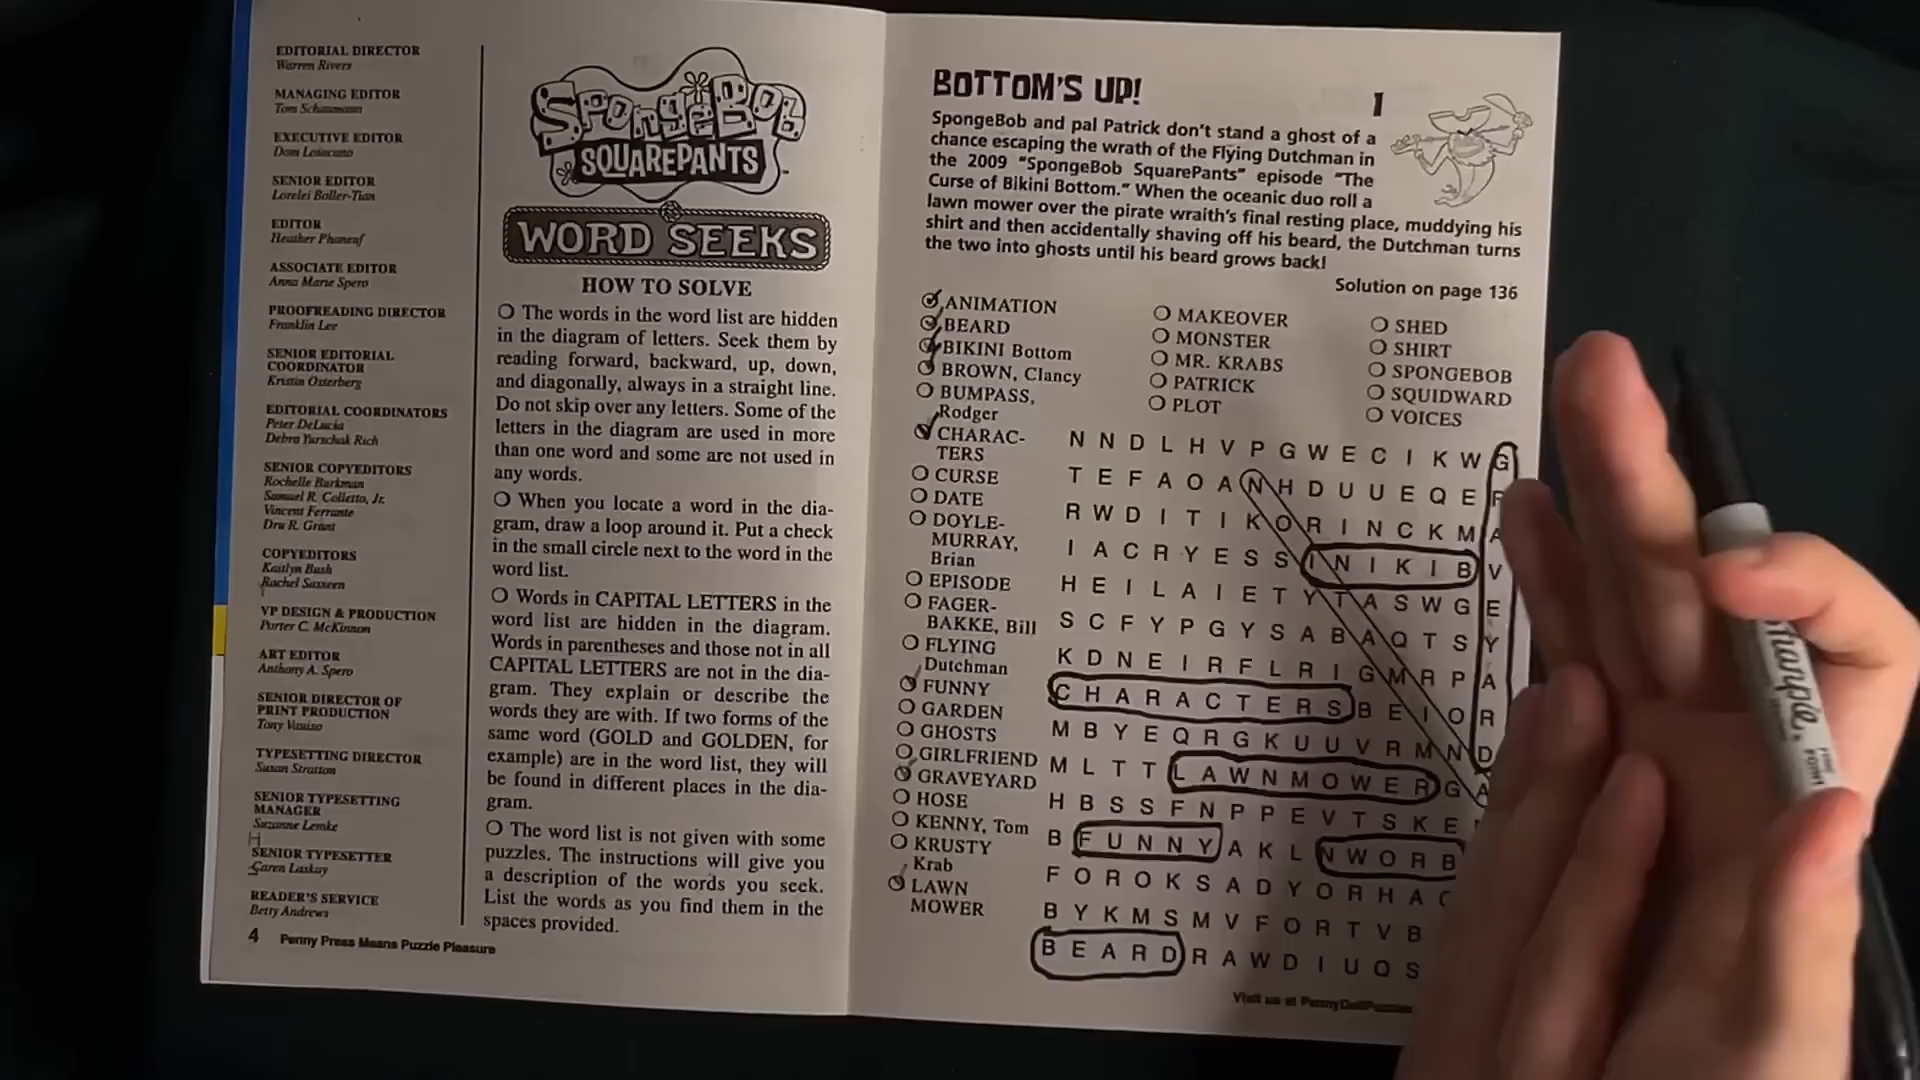 EDITORIAL DIRECTOR
Warren Rivers
MANAGING EDITOR
Tom Schaumann
EXECUTIVE EDITOR
Dom Loiacano
SENIOR EDITOR
Lorelei Boller-Tian
EDITOR
Heather Phaneuf
ASSOCIATE EDITOR
Anna Marie Spero
PROOFREADING DIRECTOR
Franklin Lee
SENIOR EDITORIAL
COORDINATOR
Kristin Osterberg
EDITORIAL COORDINATORS
Peter DeLucia
Debra Yurschak Rich
SENIOR COPYEDITORS
Rochelle Burkman
Samuel R. Colletto, Jr.
Vincent Ferrante
Dru R. Grant
COPYEDITORS
Kaitlyn Bush
Rachel Saxseen
VP DESIGN & PRODUCTION
Porter C. McKinnon
ART EDITOR
Anthony A. Spero
SENIOR DIRECTOR OF
PRINT PRODUCTION
Tony Vasiso
TYPESETTING DIRECTOR
Susan Stratton
SENIOR TYPESETTING
MANAGER
Suzanne Lemke
SENIOR TYPESETTER
Caren Laskay
READER'S SERVICE
Betty Andrews
4 Penny Press Means Puzzle Pleasure
SpongeBob
SQUAREPANTS
WORD SEEKS
HOW TO SOLVE
The words in the word list are hidden
in the diagram of letters. Seek them by
reading forward, backward, up, down,
and diagonally, always in a straight line.
Do not skip over any letters. Some of the
letters in the diagram are used in more
than one word and some are not used in
any words.
When you locate a word in the dia-
gram, draw a loop around it. Put a check
in the small circle next to the word in the
word list.
Words in CAPITAL LETTERS in the
word list are hidden in the diagram.
Words in parentheses and those not in all
CAPITAL LETTERS are not in the dia-
gram. They explain or describe the
words they are with. If two forms of the
same word (GOLD and GOLDEN, for
example) are in the word list, they will
be found in different places in the dia-
gram.
The word list is not given with some
puzzles. The instructions will give you
a description of the words you seek.
List the words as you find them in the
spaces provided.
BOTTOM'S UP!
1
SpongeBob and pal Patrick don't stand a ghost of a
chance escaping the wrath of the Flying Dutchman in
the 2009 "SpongeBob SquarePants" episode "The
Curse of Bikini Bottom." When the oceanic duo roll a
lawn mower over the pirate wraith's final resting place, muddying his
shirt and then accidentally shaving off his beard, the Dutchman turns
the two into ghosts until his beard grows back!
Solution on page 136
ANIMATION
BEARD
BIKINI Bottom
BROWN, Clancy
BUMPASS,
Rodger
CHARAC-
TERS
CURSE
DATE
DOYLE-
MURRAY,
Brian
EPISODE
FAGER-
BAKKE, Bill
FLYING
Dutchman
FUNNY
GARDEN
GHOSTS
GIRLFRIEND
GRAVEYARD
HOSE
KENNY, Tom
KRUSTY
Krab
LAWN
MOWER
MAKEOVER
MONSTER
MR. KRABS
PATRICK
PLOT
SHED
SHIRT
SPONGEBOB
SQUIDWARD
VOICES
N N D L H V P G W E C I K W G
T E F A O A N H D U U E Q E R
R W D I T I K O R I N C K M A
I A C R Y E S S I N I K I B V
H E I L A I E T Y T A S W G E
S C F Y P G Y S A B A Q T S Y
K D N E I R F L R I G M R P A
C H A R A C T E R S B E I O R
M B Y E Q R G K U U V R M N D
M L T T L A W N M O W E R G A
H B S S F N P P E V T S K E
B F U N N Y A K L N W O R B
F O R O K S A D Y O R H A
B Y K M S M V F O R T V B
B E A R D R A W D I U Q S